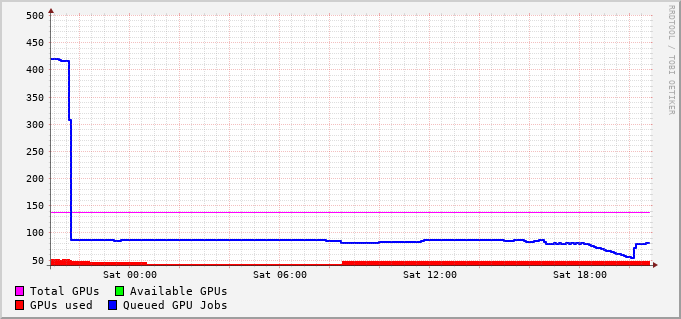 500
450
400
350
300
250
200
150
100
50
Sat 00:00 Sat 06:00 Sat 12:00 Sat 18:00
Total GPUs Available GPUs
GPUs used Queued GPU Jobs
RRDTOOL / TOBI OETIKER